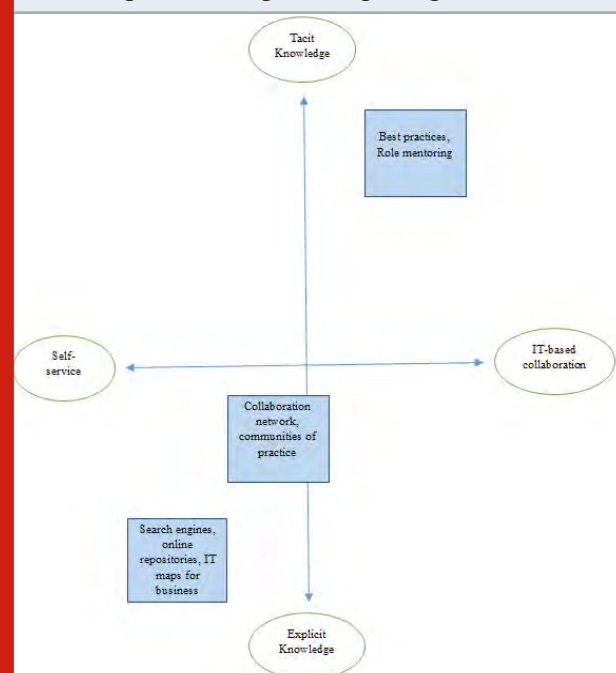 Tacit
Knowledge
Best practices,
Role mentoring
Self-
service
IT-based
collaboration
Collaboration
network,
communities of
practice
Search engines,
online
repositories, IT
maps for
business
Explicit
Knowledge